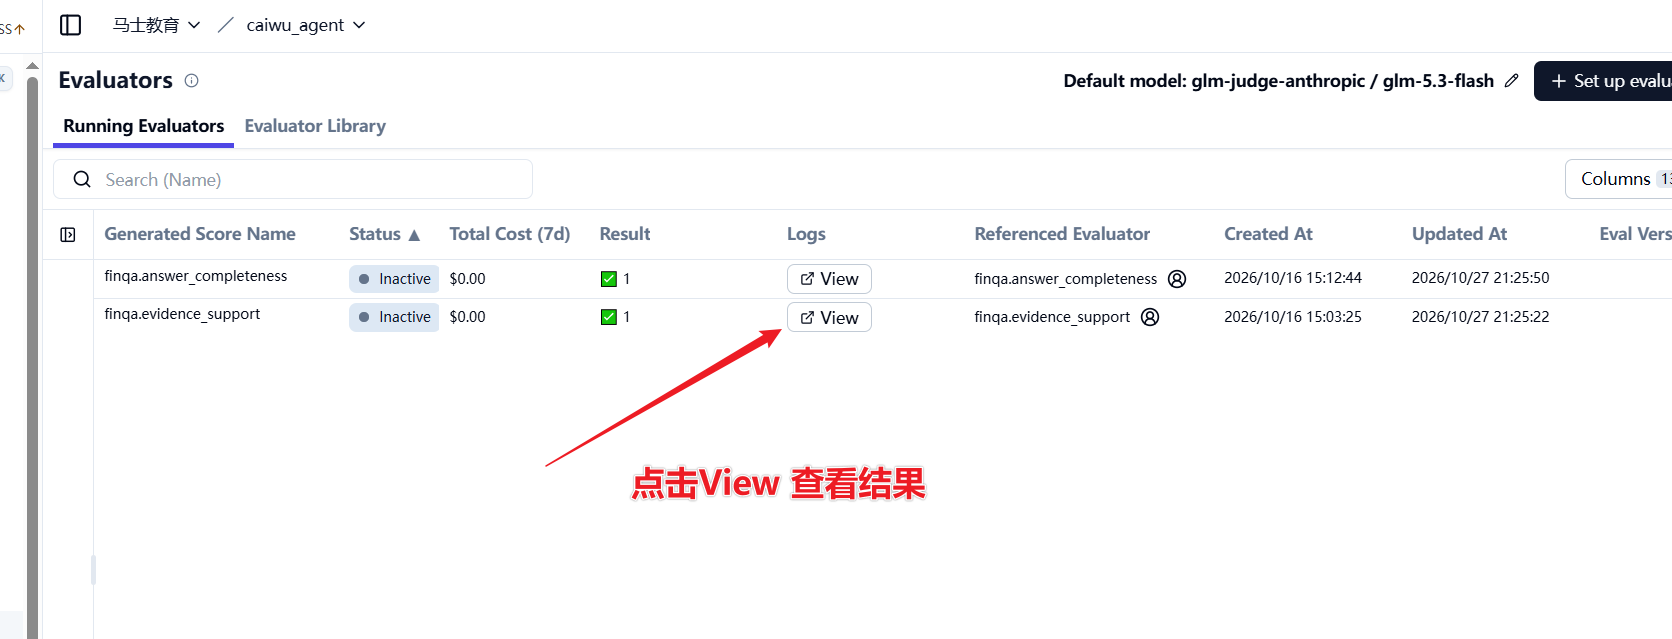 SS↑
马士教育 / caiwu_agent
K
Evaluators
Default model: glm-judge-anthropic / glm-5.3-flash
+ Set up
Running Evaluators Evaluator Library
Search (Name)
Columns
Generated Score Name Status ▲ Total Cost (7d) Result Logs Referenced Evaluator Created At Updated At Eval
finqa.answer_completeness Inactive $0.00 ✅ 1 View finqa.answer_completeness 2026/10/16 15:12:44 2026/10/27 21:25:50
finqa.evidence_support Inactive $0.00 ✅ 1 View finqa.evidence_support 2026/10/16 15:03:25 2026/10/27 21:25:22
点击View 查看结果